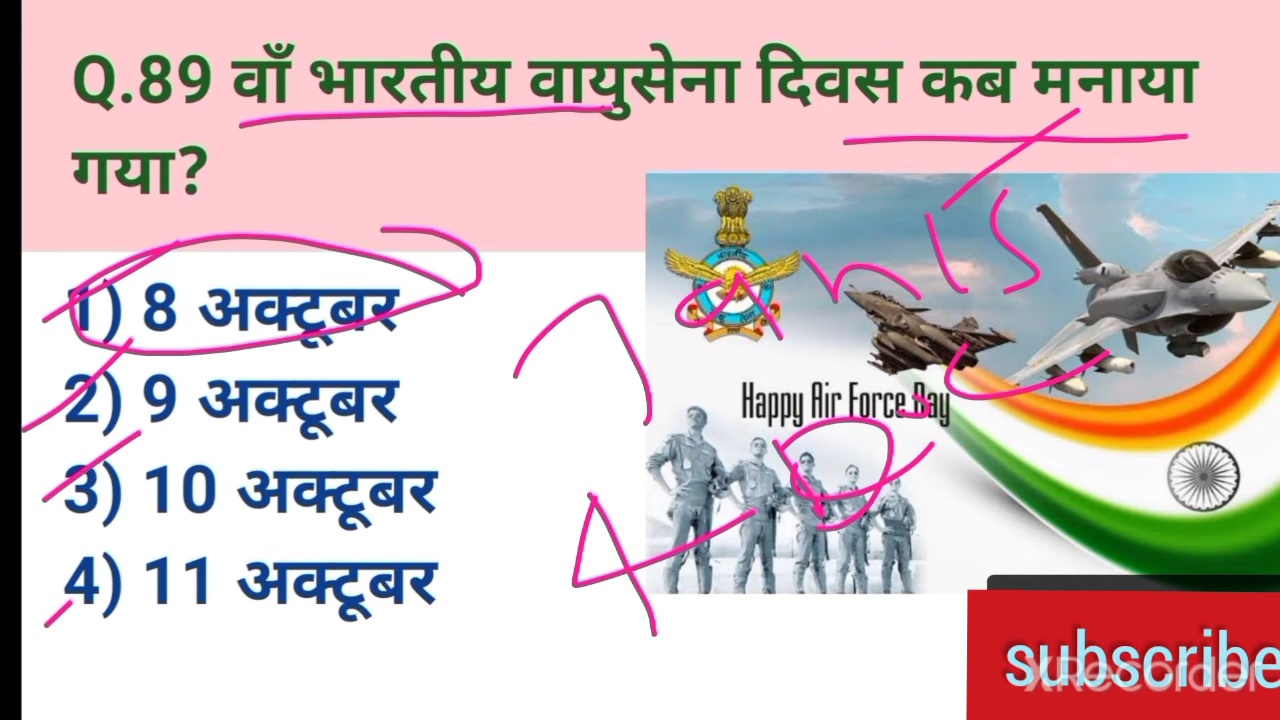 Q.89 वाँ भारतीय वायुसेना दिवस कब मनाया
गया?
1) 8 अक्टूबर
2) 9 अक्टूबर
3) 10 अक्टूबर
4) 11 अक्टूबर
Happy Air Force Day
subscribe
XRecorder